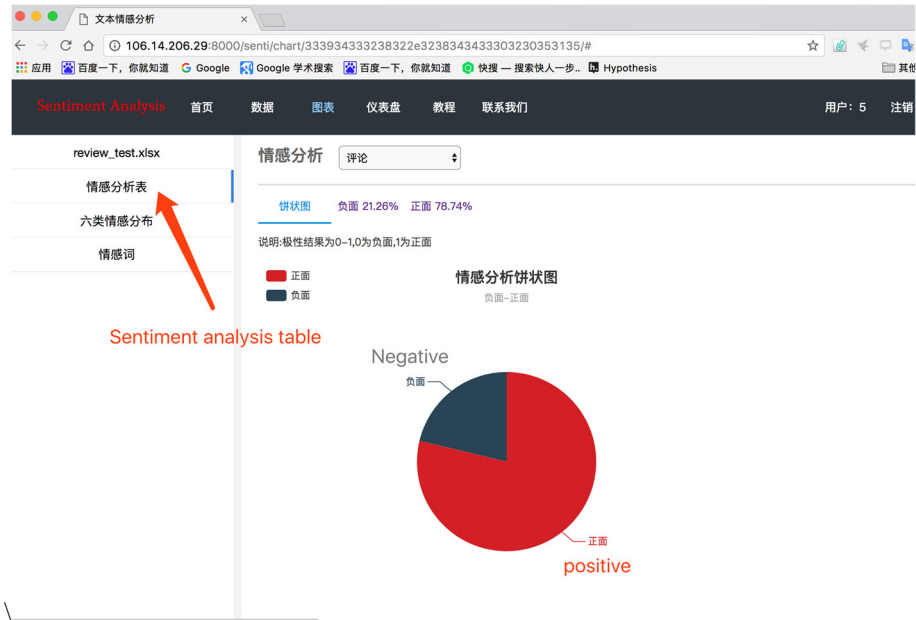 文本情感分析
106.14.206.29:8000/senti/chart/333934333238322e3238343433303230353135/#
应用 百度一下，你就知道 Google Google 学术搜索 百度一下，你就知道 快搜 — 搜索快人一步.. Hypothesis 其他
Sentiment Analysis 首页 数据 图表 仪表盘 教程 联系我们 用户：5 注销
review_test.xlsx
情感分析表
六类情感分布
情感词
Sentiment analysis table
情感分析 评论
饼状图 负面 21.26% 正面 78.74%
说明:极性结果为0–1,0为负面,1为正面
正面
负面
情感分析饼状图
负面–正面
Negative
负面
正面
positive